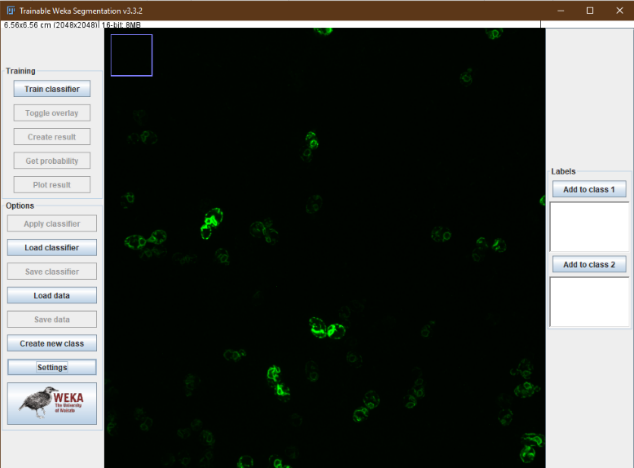 Trainable Weka Segmentation v3.3.2
6.56x6.56 cm (2048x2048); 16-bit; 8MB
Training
Train classifier
Toggle overlay
Create result
Get probability
Plot result
Options
Apply classifier
Load classifier
Save classifier
Load data
Save data
Create new class
Settings
WEKA
The University
of Waikato
Labels
Add to class 1
Add to class 2